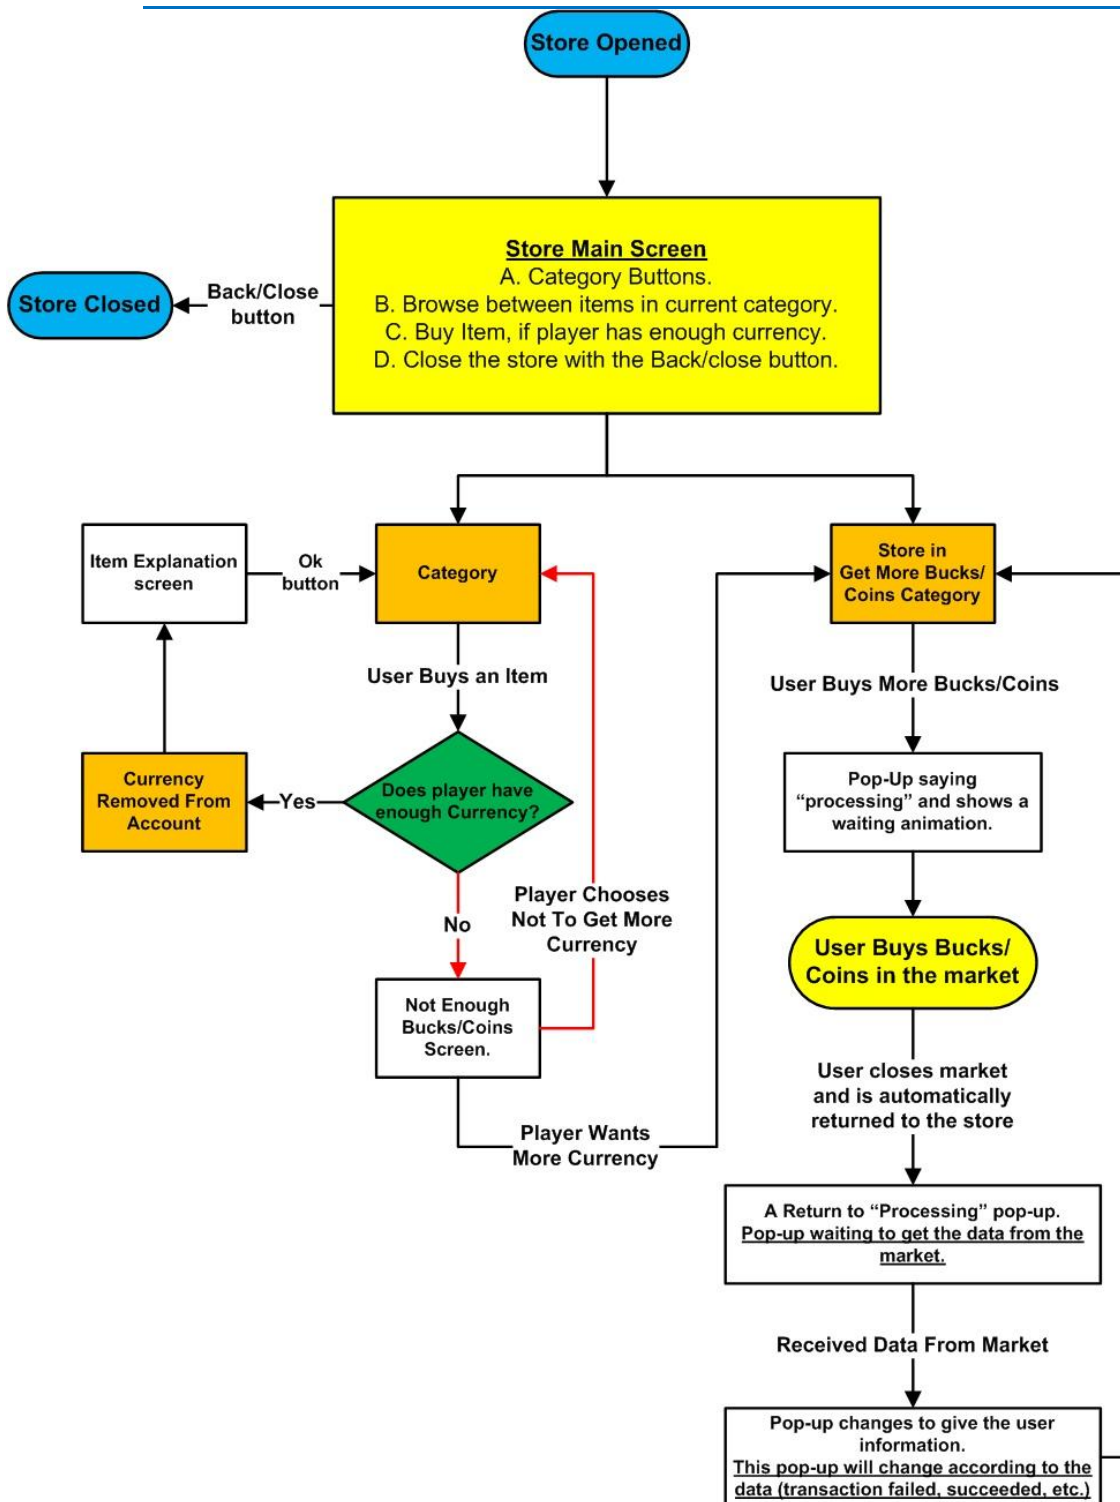 Store Opened
Store Main Screen
A. Category Buttons.
B. Browse between items in current category.
C. Buy Item, if player has enough currency.
D. Close the store with the Back/close button.
Back/Close
button
Store Closed
Item Explanation
screen
Ok
button
Category
Store in
Get More Bucks/
Coins Category
User Buys an Item
User Buys More Bucks/Coins
Currency
Removed From
Account
Yes
Does player have
enough Currency?
Pop-Up saying
“processing” and shows a
waiting animation.
No
Player Chooses
Not To Get More
Currency
User Buys Bucks/
Coins in the market
Not Enough
Bucks/Coins
Screen.
User closes market
and is automatically
returned to the store
Player Wants
More Currency
A Return to “Processing” pop-up.
Pop-up waiting to get the data from the
market.
Received Data From Market
Pop-up changes to give the user
information.
This pop-up will change according to the
data (transaction failed, succeeded, etc.)